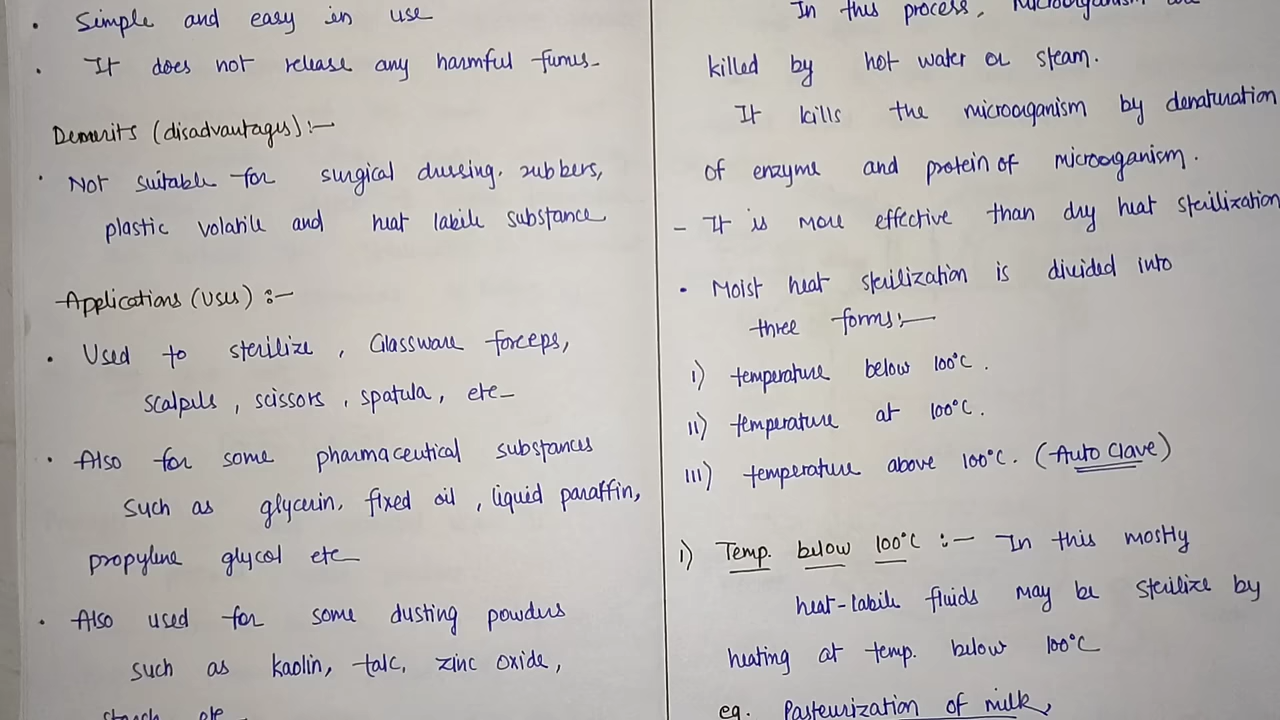 • Simple and easy in use
• It does not release any harmful fumes-
Demerits (disadvantages) :-
• Not suitable for surgical dressing. rubbers,
plastic volatile and heat labile substance
Applications (uses) :-
• Used to sterilize, Glassware forceps,
scalpels, scissors, spatula, etc-
• Also for some pharmaceutical substances
Such as glycerin, fixed oil, liquid paraffin,
propylene glycol etc-
• Also used for some dusting powders
such as kaolin, talc, zinc oxide,
starch etc
In this process, Microorganism are
killed by hot water or steam.
It kills the microorganism by denaturation
of enzyme and protein of microorganism.
- It is more effective than dry heat sterilization
• Moist heat sterilization is divided into
three forms:-
i) temperature below 100°C.
ii) temperature at 100°C.
iii) temperature above 100°C. (Auto Clave)
i) Temp. below 100°C :- In this mostly
heat-labile fluids may be sterilize by
heating at temp. below 100°C
eg. Pasteurization of milk,